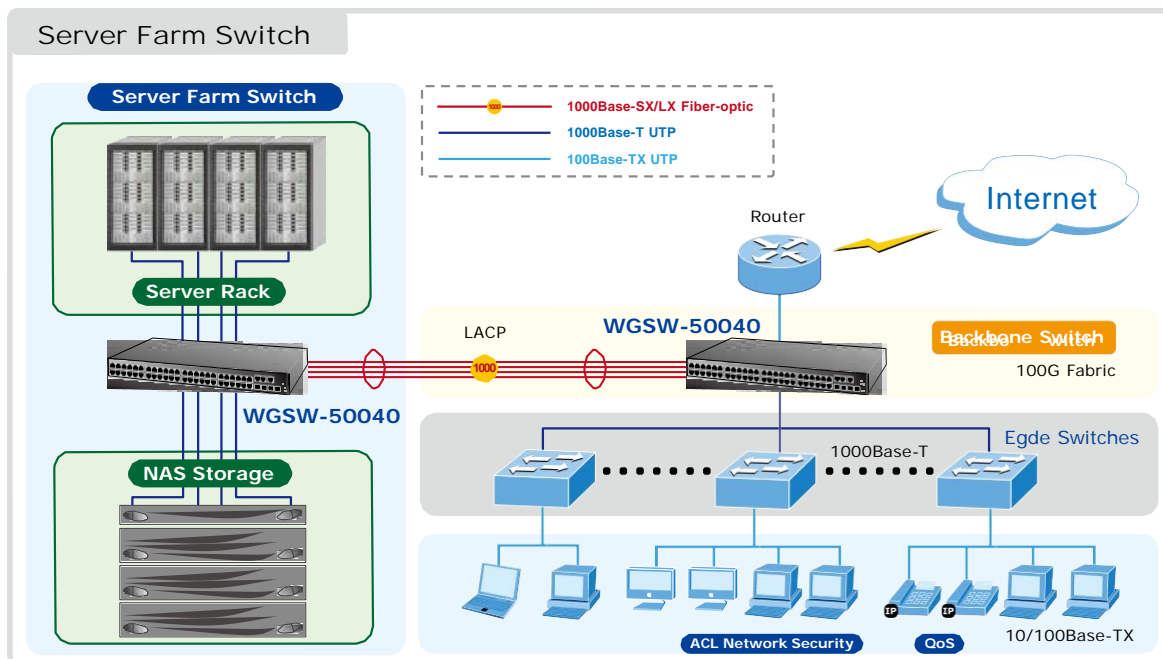 Server Farm Switch
Server Farm Switch
Server Rack
WGSW-50040
NAS Storage
1000
1000Base-SX/LX Fiber-optic
1000Base-T UTP
100Base-TX UTP
Internet
Router
LACP
1000
WGSW-50040
Backbone Switch
100G Fabric
Egde Switches
1000Base-T
IP
IP
ACL Network Security
QoS
10/100Base-TX